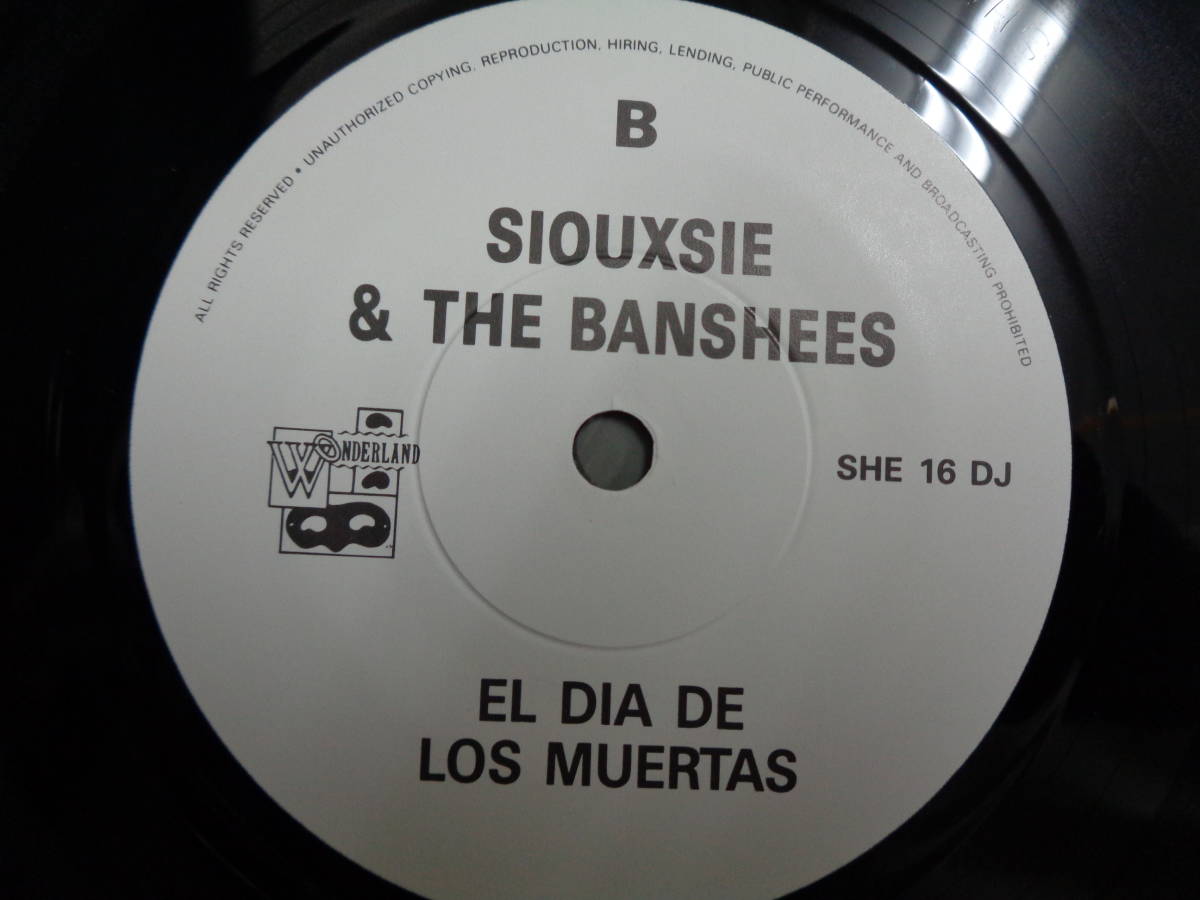 ALL RIGHTS RESERVED • UNAUTHORIZED COPYING, REPRODUCTION, HIRING, LENDING, PUBLIC PERFORMANCE AND BROADCASTING PROHIBITED
B
SIOUXSIE
& THE BANSHEES
WONDERLAND
SHE 16 DJ
EL DIA DE
LOS MUERTAS